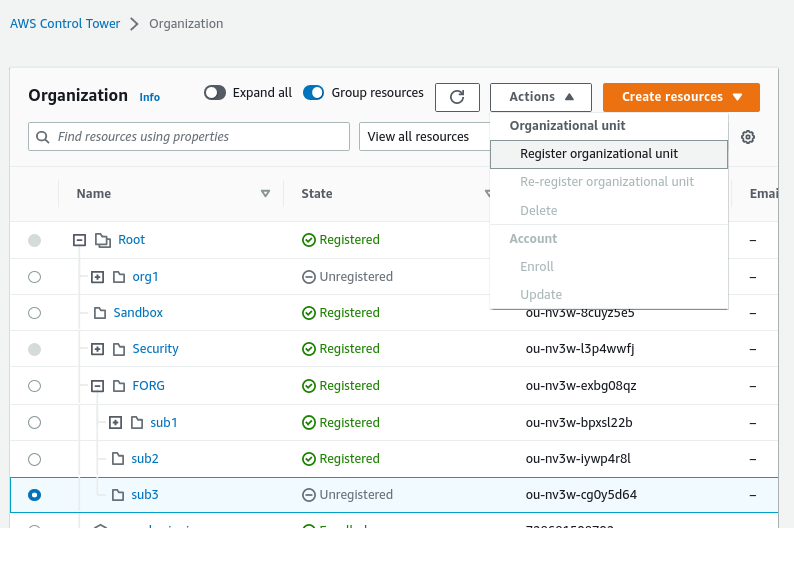 AWS Control Tower > Organization
Organization Info Expand all Group resources Actions Create resources
Find resources using properties View all resources
Organizational unit
Register organizational unit
Re-register organizational unit
Delete
Account
Enroll
Update
Name State Emai
Root Registered –
org1 Unregistered –
Sandbox Registered ou-nv3w-8cuyz5e5 –
Security Registered ou-nv3w-l3p4wwfj –
FORG Registered ou-nv3w-exbg08qz –
sub1 Registered ou-nv3w-bpxsl22b –
sub2 Registered ou-nv3w-iywp4r8l –
sub3 Unregistered ou-nv3w-cg0y5d64 –